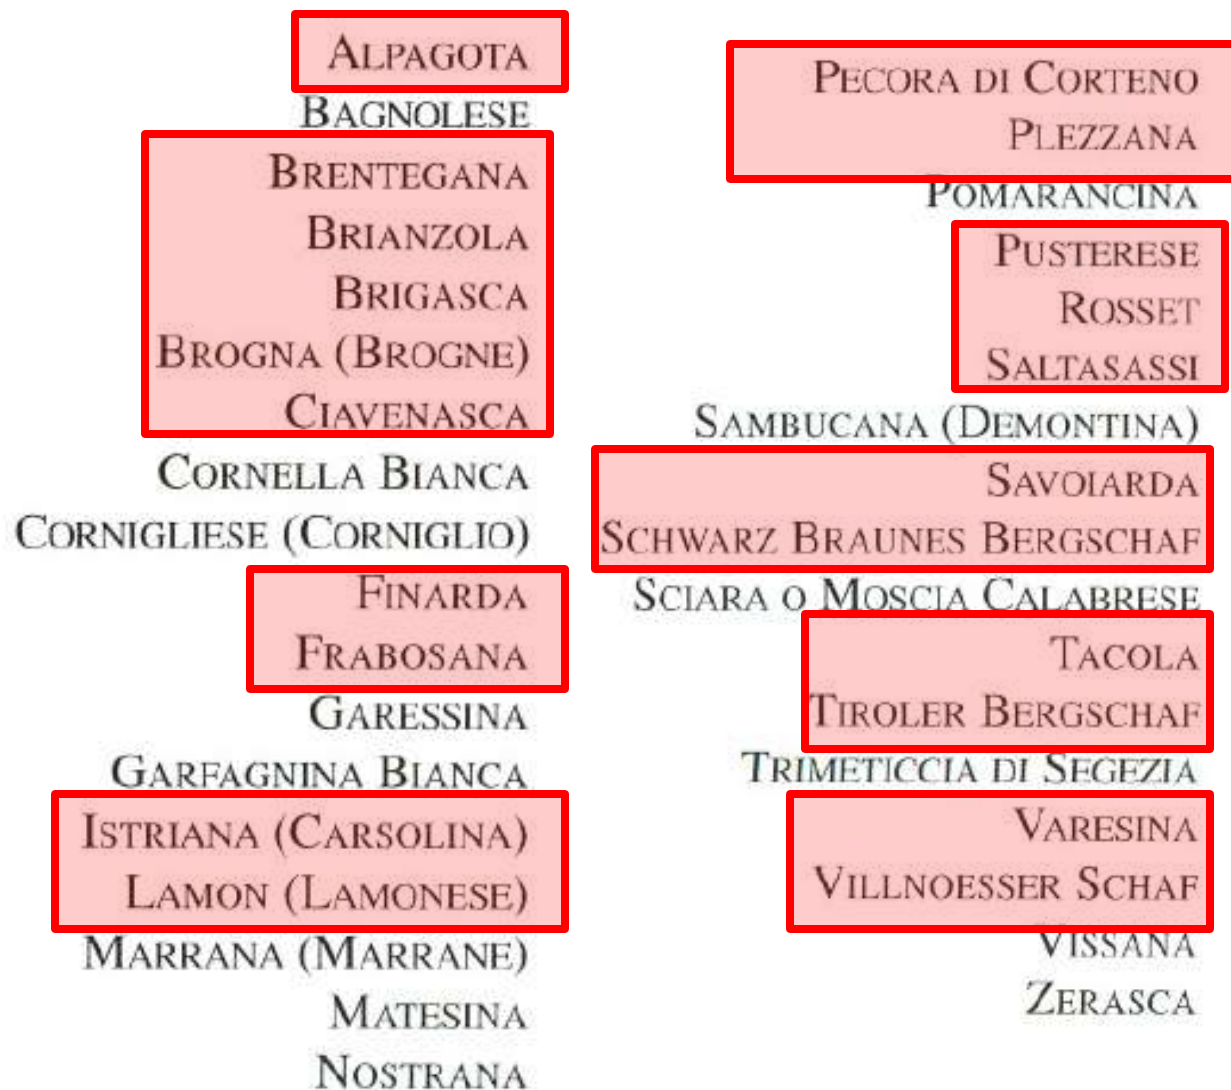 ALPAGOTA
BAGNOLESE
BRENTEGANA
BRIANZOLA
BRIGASCA
BROGNA (BROGNE)
CIAVENASCA
CORNELLA BIANCA
CORNIGLIESE (CORNIGLIO)
FINARDA
FRABOSANA
GARESSINA
GARFAGNINA BIANCA
ISTRIANA (CARSOLINA)
LAMON (LAMONESE)
MARRANA (MARRANE)
MATESINA
NOSTRANA
PECORA DI CORTENO
PLEZZANA
POMARANCINA
PUSTERESE
ROSSET
SALTASASSI
SAMBUCANA (DEMONTINA)
SAVOIARDA
SCHWARZ BRAUNES BERGSCHAF
SCIARA O MOSCIA CALABRESE
TACOLA
TIROLER BERGSCHAF
TRIMETICCIA DI SEGEZIA
VARESINA
VILLNOESSER SCHAF
VISSANA
ZERASCA